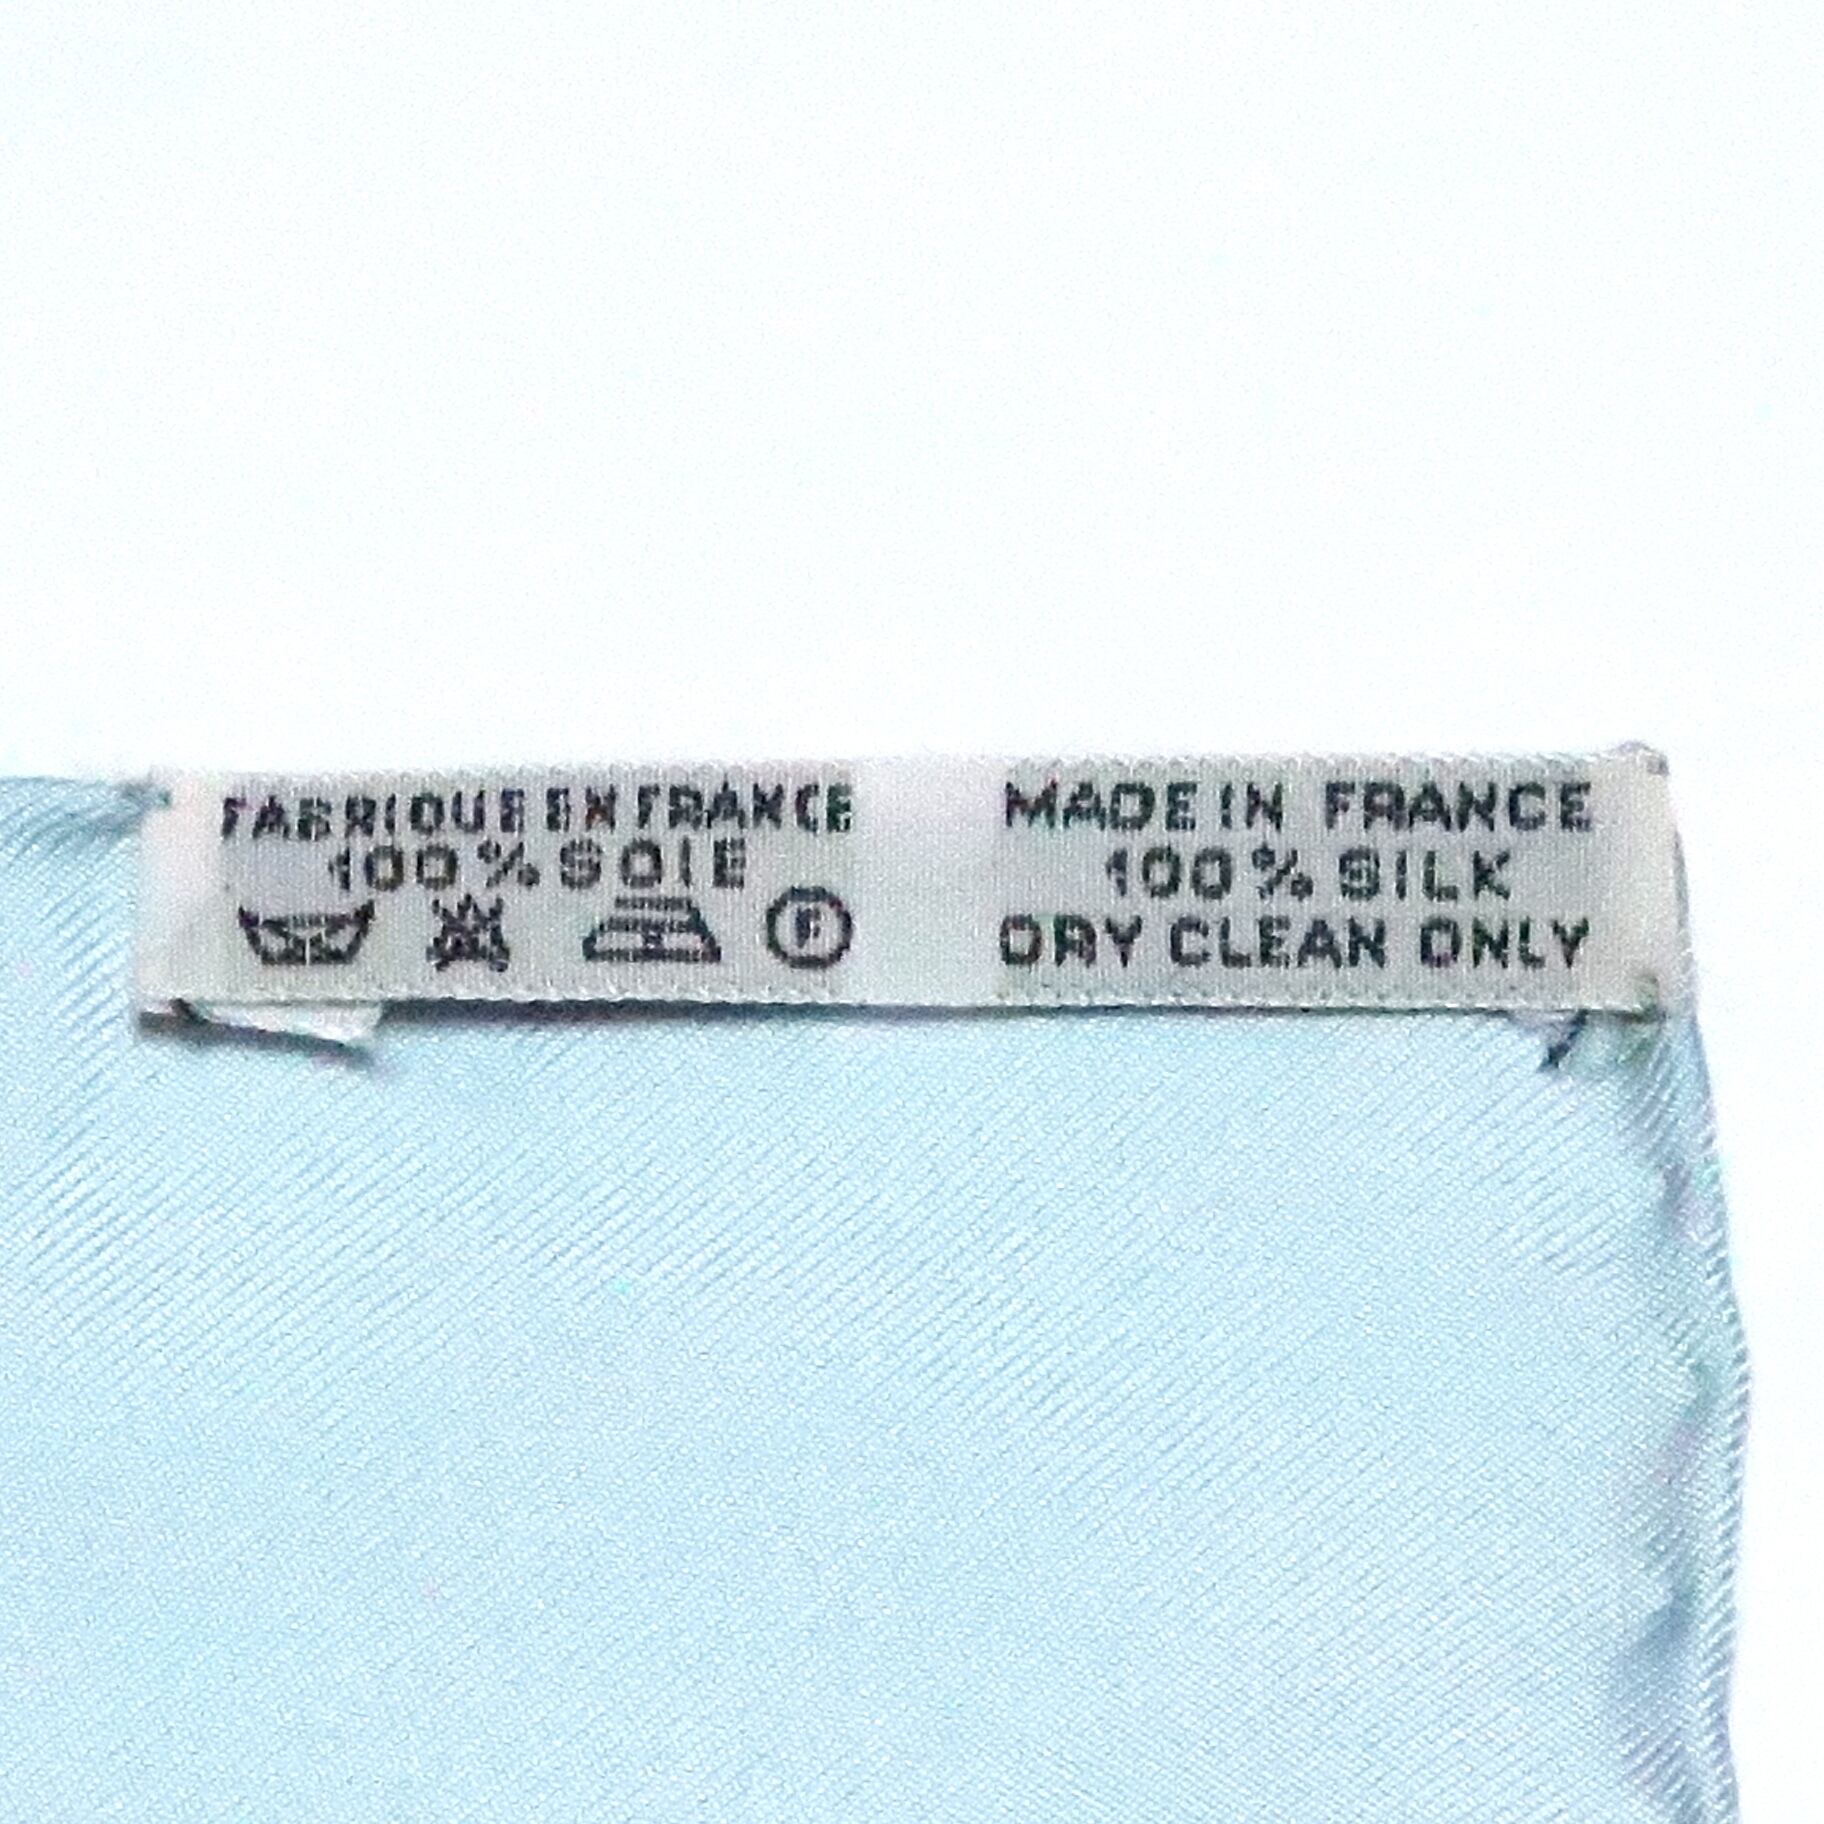 FABRIQUE EN FRANCE
100% SOIE
F
MADE IN FRANCE
100% SILK
DRY CLEAN ONLY